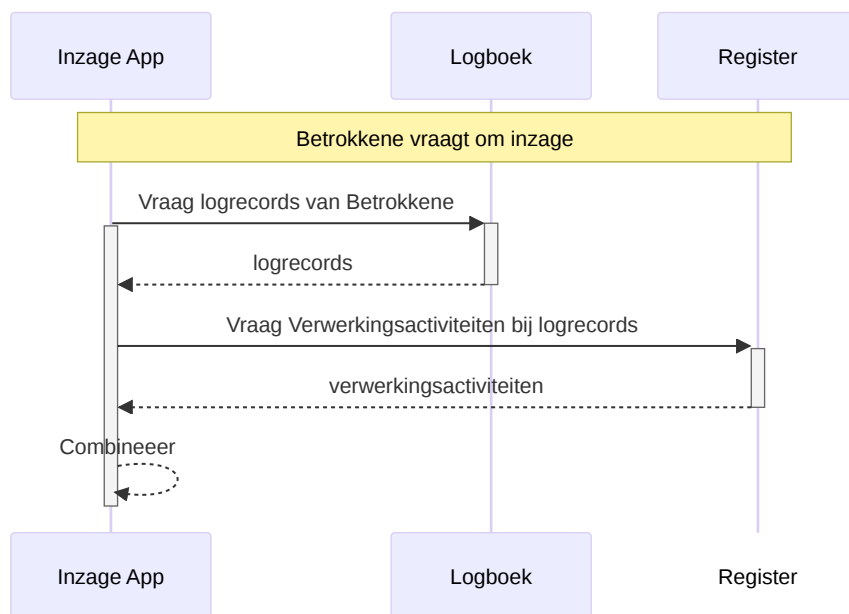 Inzage App
Logboek
Register
Betrokkene vraagt om inzage
Vraag logrecords van Betrokkene
logrecords
Vraag Verwerkingsactiviteiten bij logrecords
verwerkingsactiviteiten
Combineeer
Inzage App
Logboek
Register